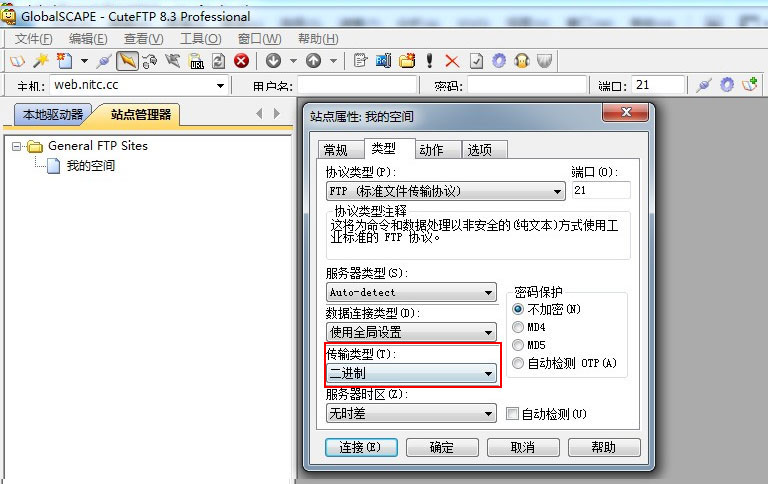 GlobalSCAPE - CuteFTP 8.3 Professional
文件(F) 编辑(E) 查看(V) 工具(O) 窗口(W) 帮助(H)
URL
主机: web.nitc.cc 用户名: 密码: 端口: 21
本地驱动器 站点管理器
General FTP Sites
我的空间
站点属性: 我的空间
常规 类型 动作 选项
协议类型(P): 端口(O):
FTP (标准文件传输协议) 21
协议类型注释
这将为命令和数据处理以非安全的(纯文本)方式使用工
业标准的 FTP 协议。
服务器类型(S):
Auto-detect
密码保护
不加密(N)
MD4
MD5
自动检测 OTP(A)
数据连接类型(D):
使用全局设置
传输类型(T):
二进制
服务器时区(Z):
无时差 自动检测(U)
连接(E) 确定 取消 帮助